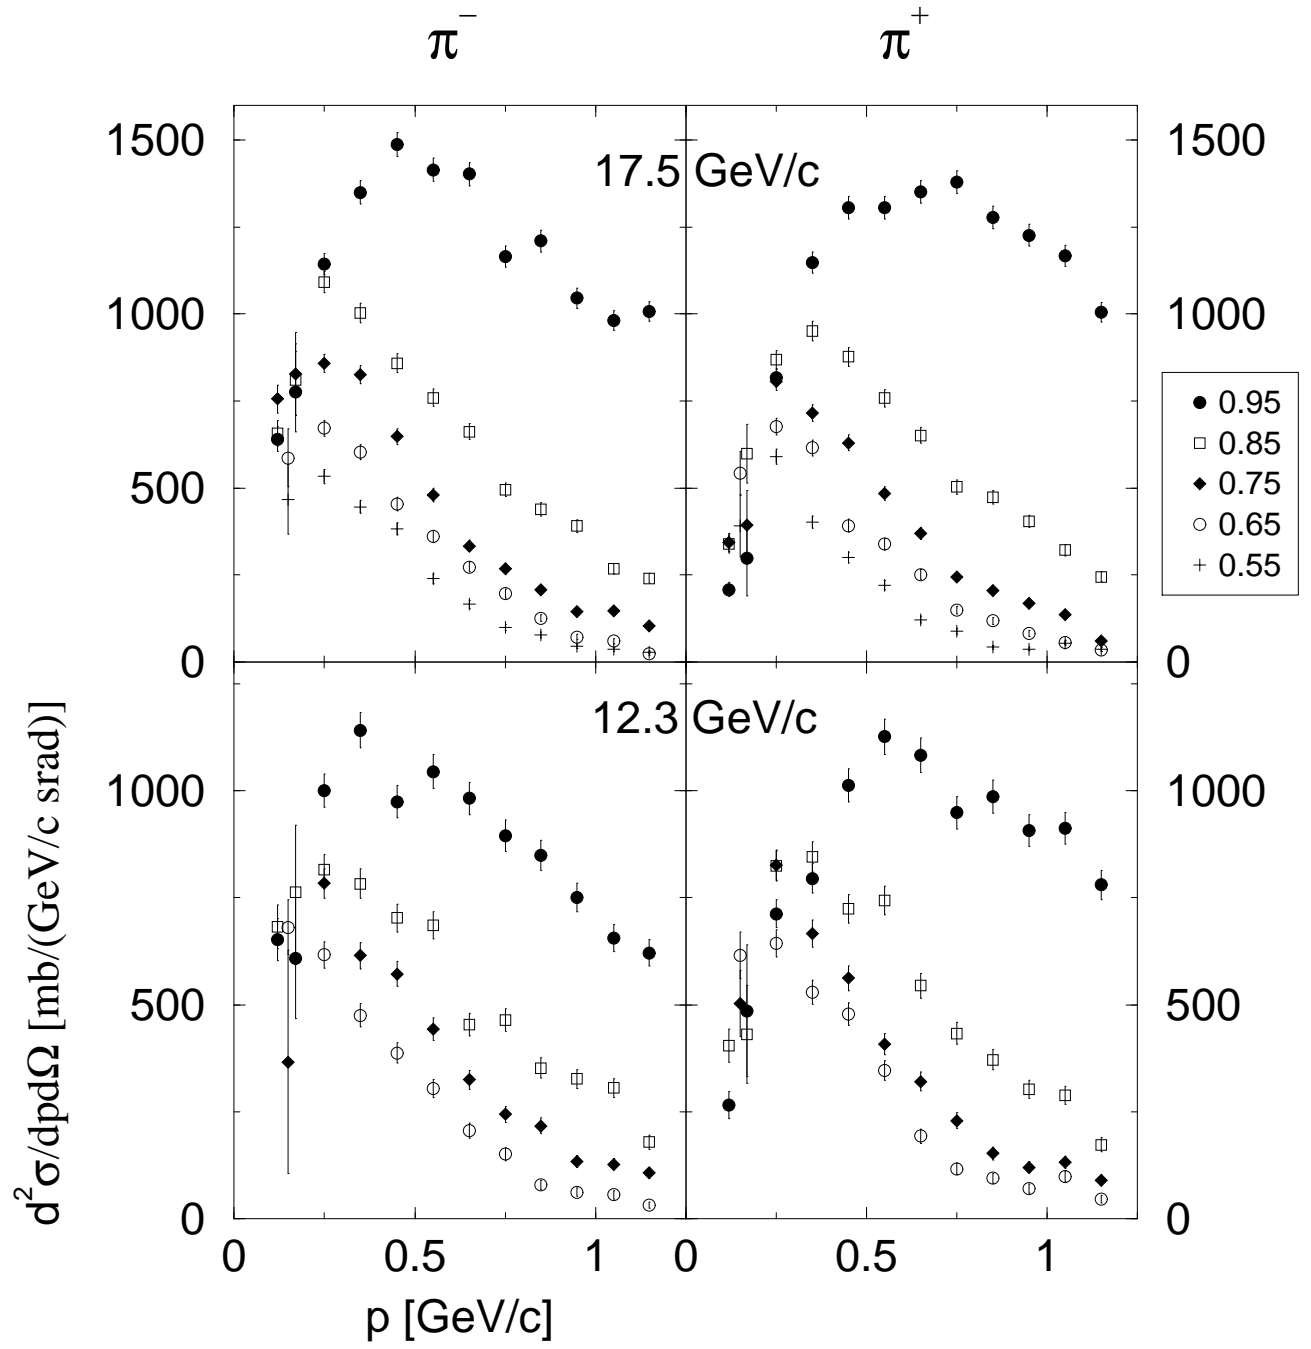 π⁻ π⁺
1500 17.5 GeV/c 1500
1000 1000
0.95
0.85
500 0.75 500
0.65
0.55
0 0
12.3 GeV/c
1000 1000
500 500
0 0
0 0.5 1 0 0.5 1
p [GeV/c]
d²σ/dpdΩ [mb/(GeV/c srad)]